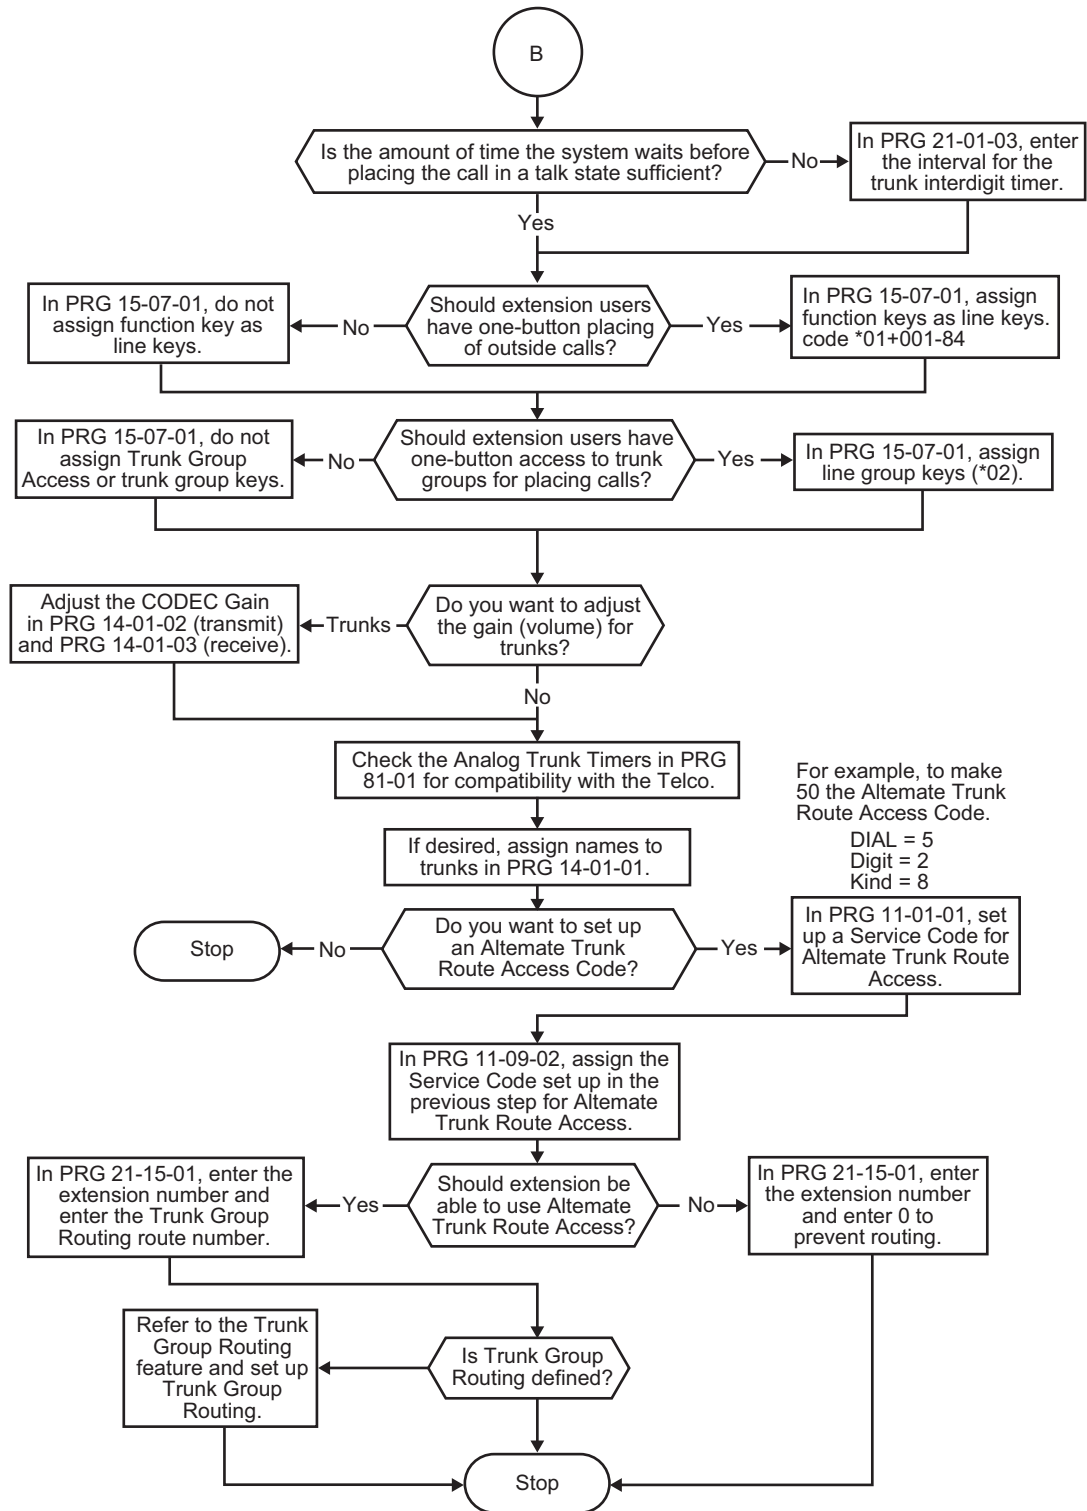 B
Is the amount of time the system waits before
placing the call in a talk state sufficient?
No
In PRG 21-01-03, enter
the interval for the
trunk interdigit timer.
Yes
In PRG 15-07-01, do not
assign function key as
line keys.
No
Should extension users
have one-button placing
of outside calls?
Yes
In PRG 15-07-01, assign
function keys as line keys.
code *01+001-84
In PRG 15-07-01, do not
assign Trunk Group
Access or trunk group keys.
No
Should extension users have
one-button access to trunk
groups for placing calls?
Yes
In PRG 15-07-01, assign
line group keys (*02).
Adjust the CODEC Gain
in PRG 14-01-02 (transmit)
and PRG 14-01-03 (receive).
Trunks
Do you want to adjust
the gain (volume) for
trunks?
No
Check the Analog Trunk Timers in PRG
81-01 for compatibility with the Telco.
If desired, assign names to
trunks in PRG 14-01-01.
For example, to make
50 the Alternate Trunk
Route Access Code.
DIAL = 5
Digit = 2
Kind = 8
Stop
No
Do you want to set up
an Alternate Trunk
Route Access Code?
Yes
In PRG 11-01-01, set
up a Service Code for
Alternate Trunk Route
Access.
In PRG 11-09-02, assign the
Service Code set up in the
previous step for Altemate
Trunk Route Access.
In PRG 21-15-01, enter the
extension number and
enter the Trunk Group
Routing route number.
Yes
Should extension be
able to use Alternate
Trunk Route Access?
No
In PRG 21-15-01, enter
the extension number
and enter 0 to
prevent routing.
Refer to the Trunk
Group Routing
feature and set up
Trunk Group
Routing.
Is Trunk Group
Routing defined?
Stop